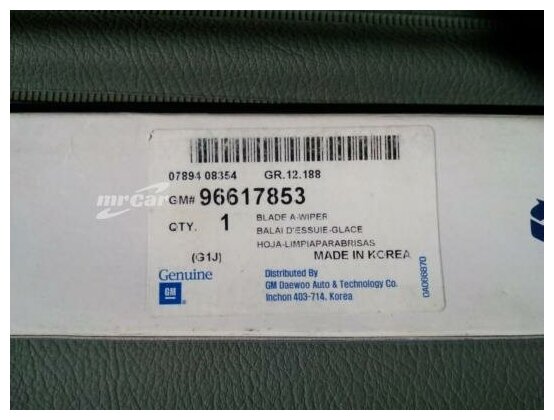 07894 08354 GR.12.188
GM# 96617853
mrcar
QTY. 1 BLADE A-WIPER
BALAI D'ESSUIE-GLACE
HOJA-LIMPIAPARABRISAS
(G1J) MADE IN KOREA
Genuine
GM
Distributed By
GM Daewoo Auto & Technology Co.
Inchon 403-714, Korea
0A068870